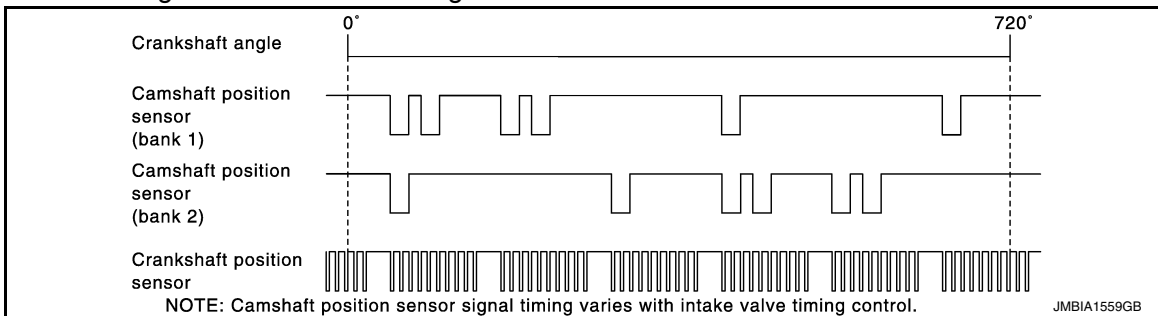 0° 720°
Crankshaft angle
Camshaft position
sensor
(bank 1)
Camshaft position
sensor
(bank 2)
Crankshaft position
sensor
NOTE: Camshaft position sensor signal timing varies with intake valve timing control.
JMBIA1559GB